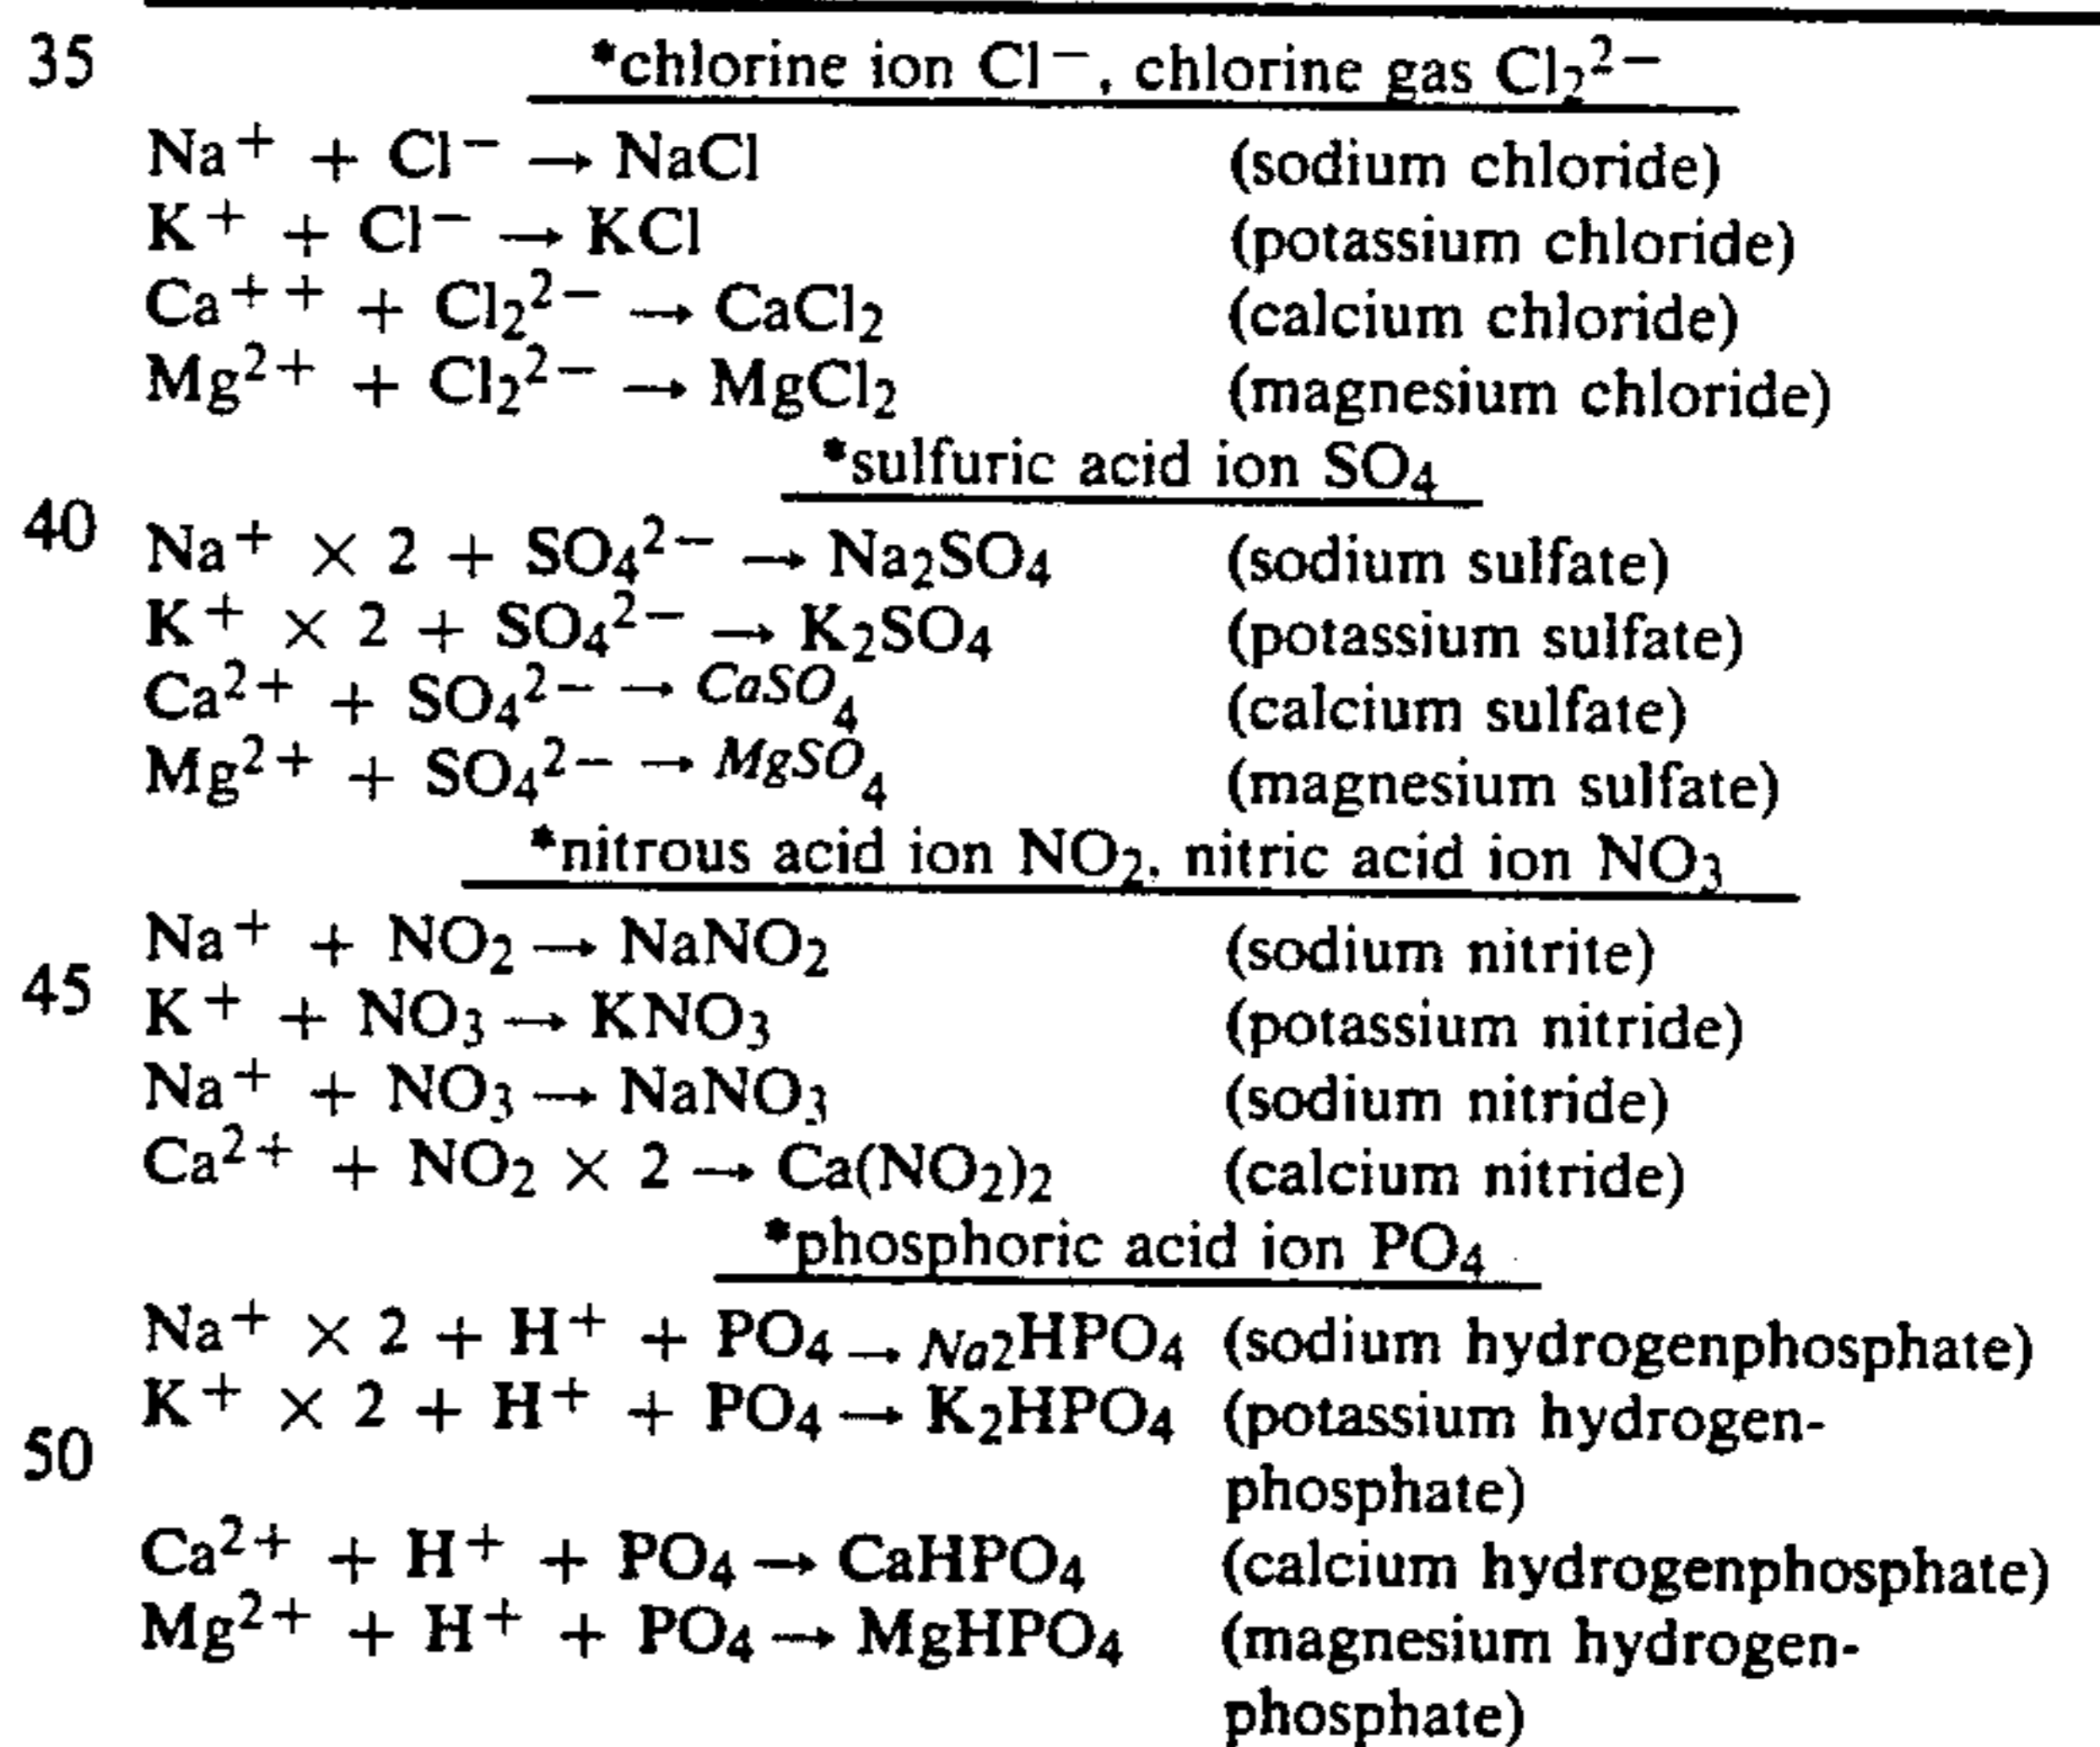 35 *chlorine ion Cl⁻, chlorine gas Cl₂²⁻
Na⁺ + Cl⁻ → NaCl (sodium chloride)
K⁺ + Cl⁻ → KCl (potassium chloride)
Ca⁺⁺ + Cl₂²⁻ → CaCl₂ (calcium chloride)
Mg²⁺ + Cl₂²⁻ → MgCl₂ (magnesium chloride)
*sulfuric acid ion SO₄
40 Na⁺ × 2 + SO₄²⁻ → Na₂SO₄ (sodium sulfate)
K⁺ × 2 + SO₄²⁻ → K₂SO₄ (potassium sulfate)
Ca²⁺ + SO₄²⁻ → CaSO₄ (calcium sulfate)
Mg²⁺ + SO₄²⁻ → MgSO₄ (magnesium sulfate)
*nitrous acid ion NO₂, nitric acid ion NO₃
Na⁺ + NO₂ → NaNO₂ (sodium nitrite)
45 K⁺ + NO₃ → KNO₃ (potassium nitride)
Na⁺ + NO₃ → NaNO₃ (sodium nitride)
Ca²⁺ + NO₂ × 2 → Ca(NO₂)₂ (calcium nitride)
*phosphoric acid ion PO₄
Na⁺ × 2 + H⁺ + PO₄ → Na₂HPO₄ (sodium hydrogenphosphate)
K⁺ × 2 + H⁺ + PO₄ → K₂HPO₄ (potassium hydrogen-
50 phosphate)
Ca²⁺ + H⁺ + PO₄ → CaHPO₄ (calcium hydrogenphosphate)
Mg²⁺ + H⁺ + PO₄ → MgHPO₄ (magnesium hydrogen-
phosphate)